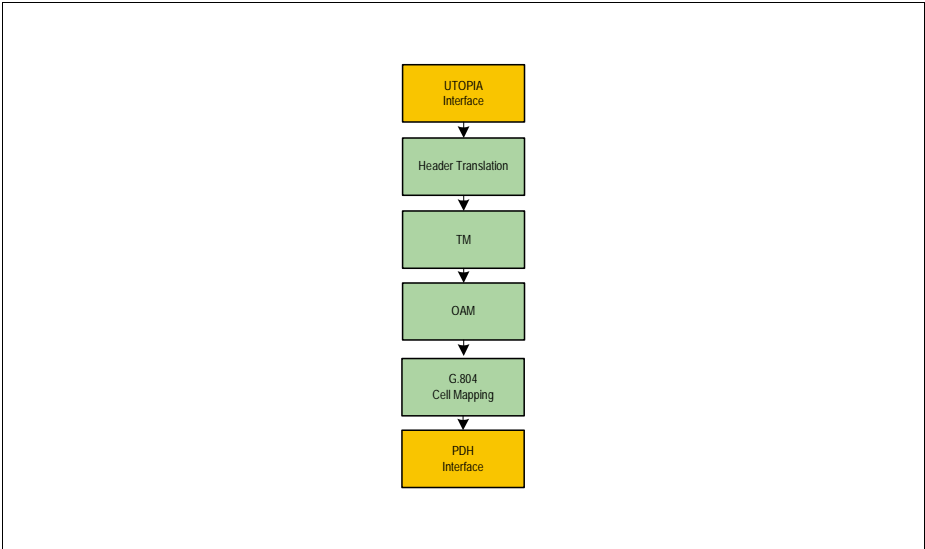 UTOPIA
Interface
Header Translation
TM
OAM
G.804
Cell Mapping
PDH
Interface